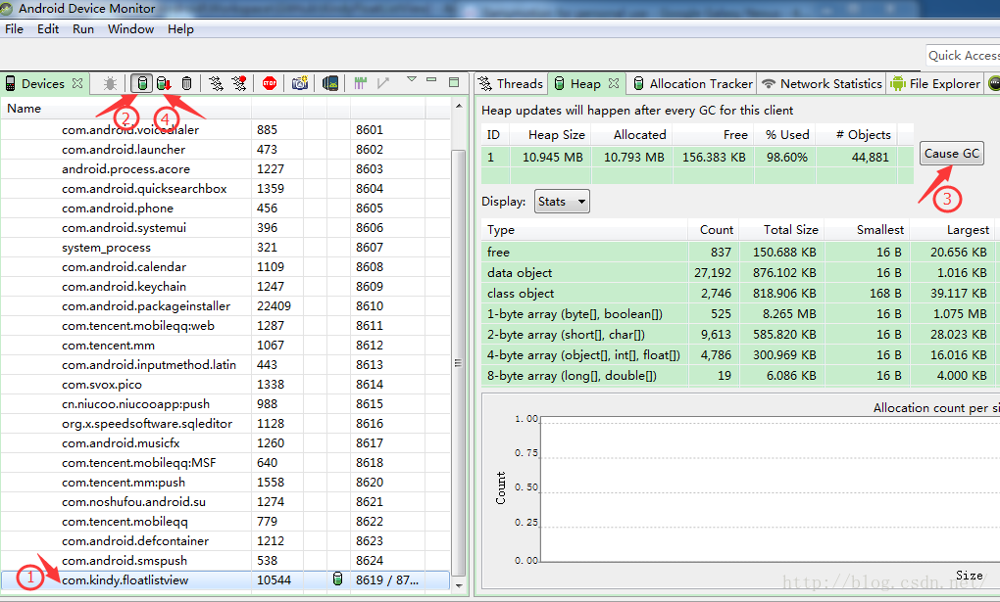 Android Device Monitor
File Edit Run Window Help
Quick Access
Devices
Threads Heap Allocation Tracker Network Statistics File Explorer
Name
com.android.voicedialer 885 8601
com.android.launcher 473 8602
android.process.acore 1227 8603
com.android.quicksearchbox 1359 8604
com.android.phone 456 8605
com.android.systemui 396 8606
system_process 321 8607
com.android.calendar 1109 8608
com.android.keychain 1247 8609
com.android.packageinstaller 22409 8610
com.tencent.mobileqq:web 1287 8611
com.tencent.mm 1067 8612
com.android.inputmethod.latin 443 8613
com.svox.pico 1338 8614
cn.niucoo.niucooapp:push 988 8615
org.x.speedsoftware.sqleditor 1128 8616
com.android.musicfx 1260 8617
com.tencent.mobileqq:MSF 640 8618
com.tencent.mm:push 1558 8620
com.noshufou.android.su 1274 8621
com.tencent.mobileqq 779 8622
com.android.defcontainer 1212 8623
com.android.smspush 538 8624
com.kindy.floatlistview 10544 8619 / 87...
1
2
4
STOP
Heap updates will happen after every GC for this client
ID Heap Size Allocated Free % Used # Objects
1 10.945 MB 10.793 MB 156.383 KB 98.60% 44,881
Cause GC
3
Display: Stats
Type Count Total Size Smallest Largest
free 837 150.688 KB 16 B 20.656 KB
data object 27,192 876.102 KB 16 B 1.016 KB
class object 2,746 818.906 KB 168 B 39.117 KB
1-byte array (byte[], boolean[]) 525 8.265 MB 16 B 1.075 MB
2-byte array (short[], char[]) 9,613 585.820 KB 16 B 28.023 KB
4-byte array (object[], int[], float[]) 4,786 300.969 KB 16 B 16.016 KB
8-byte array (long[], double[]) 19 6.086 KB 16 B 4.000 KB
Allocation count per si
1.00
0.75
0.50
0.25
0.00
Count
Size
http://blog.csdn.net/